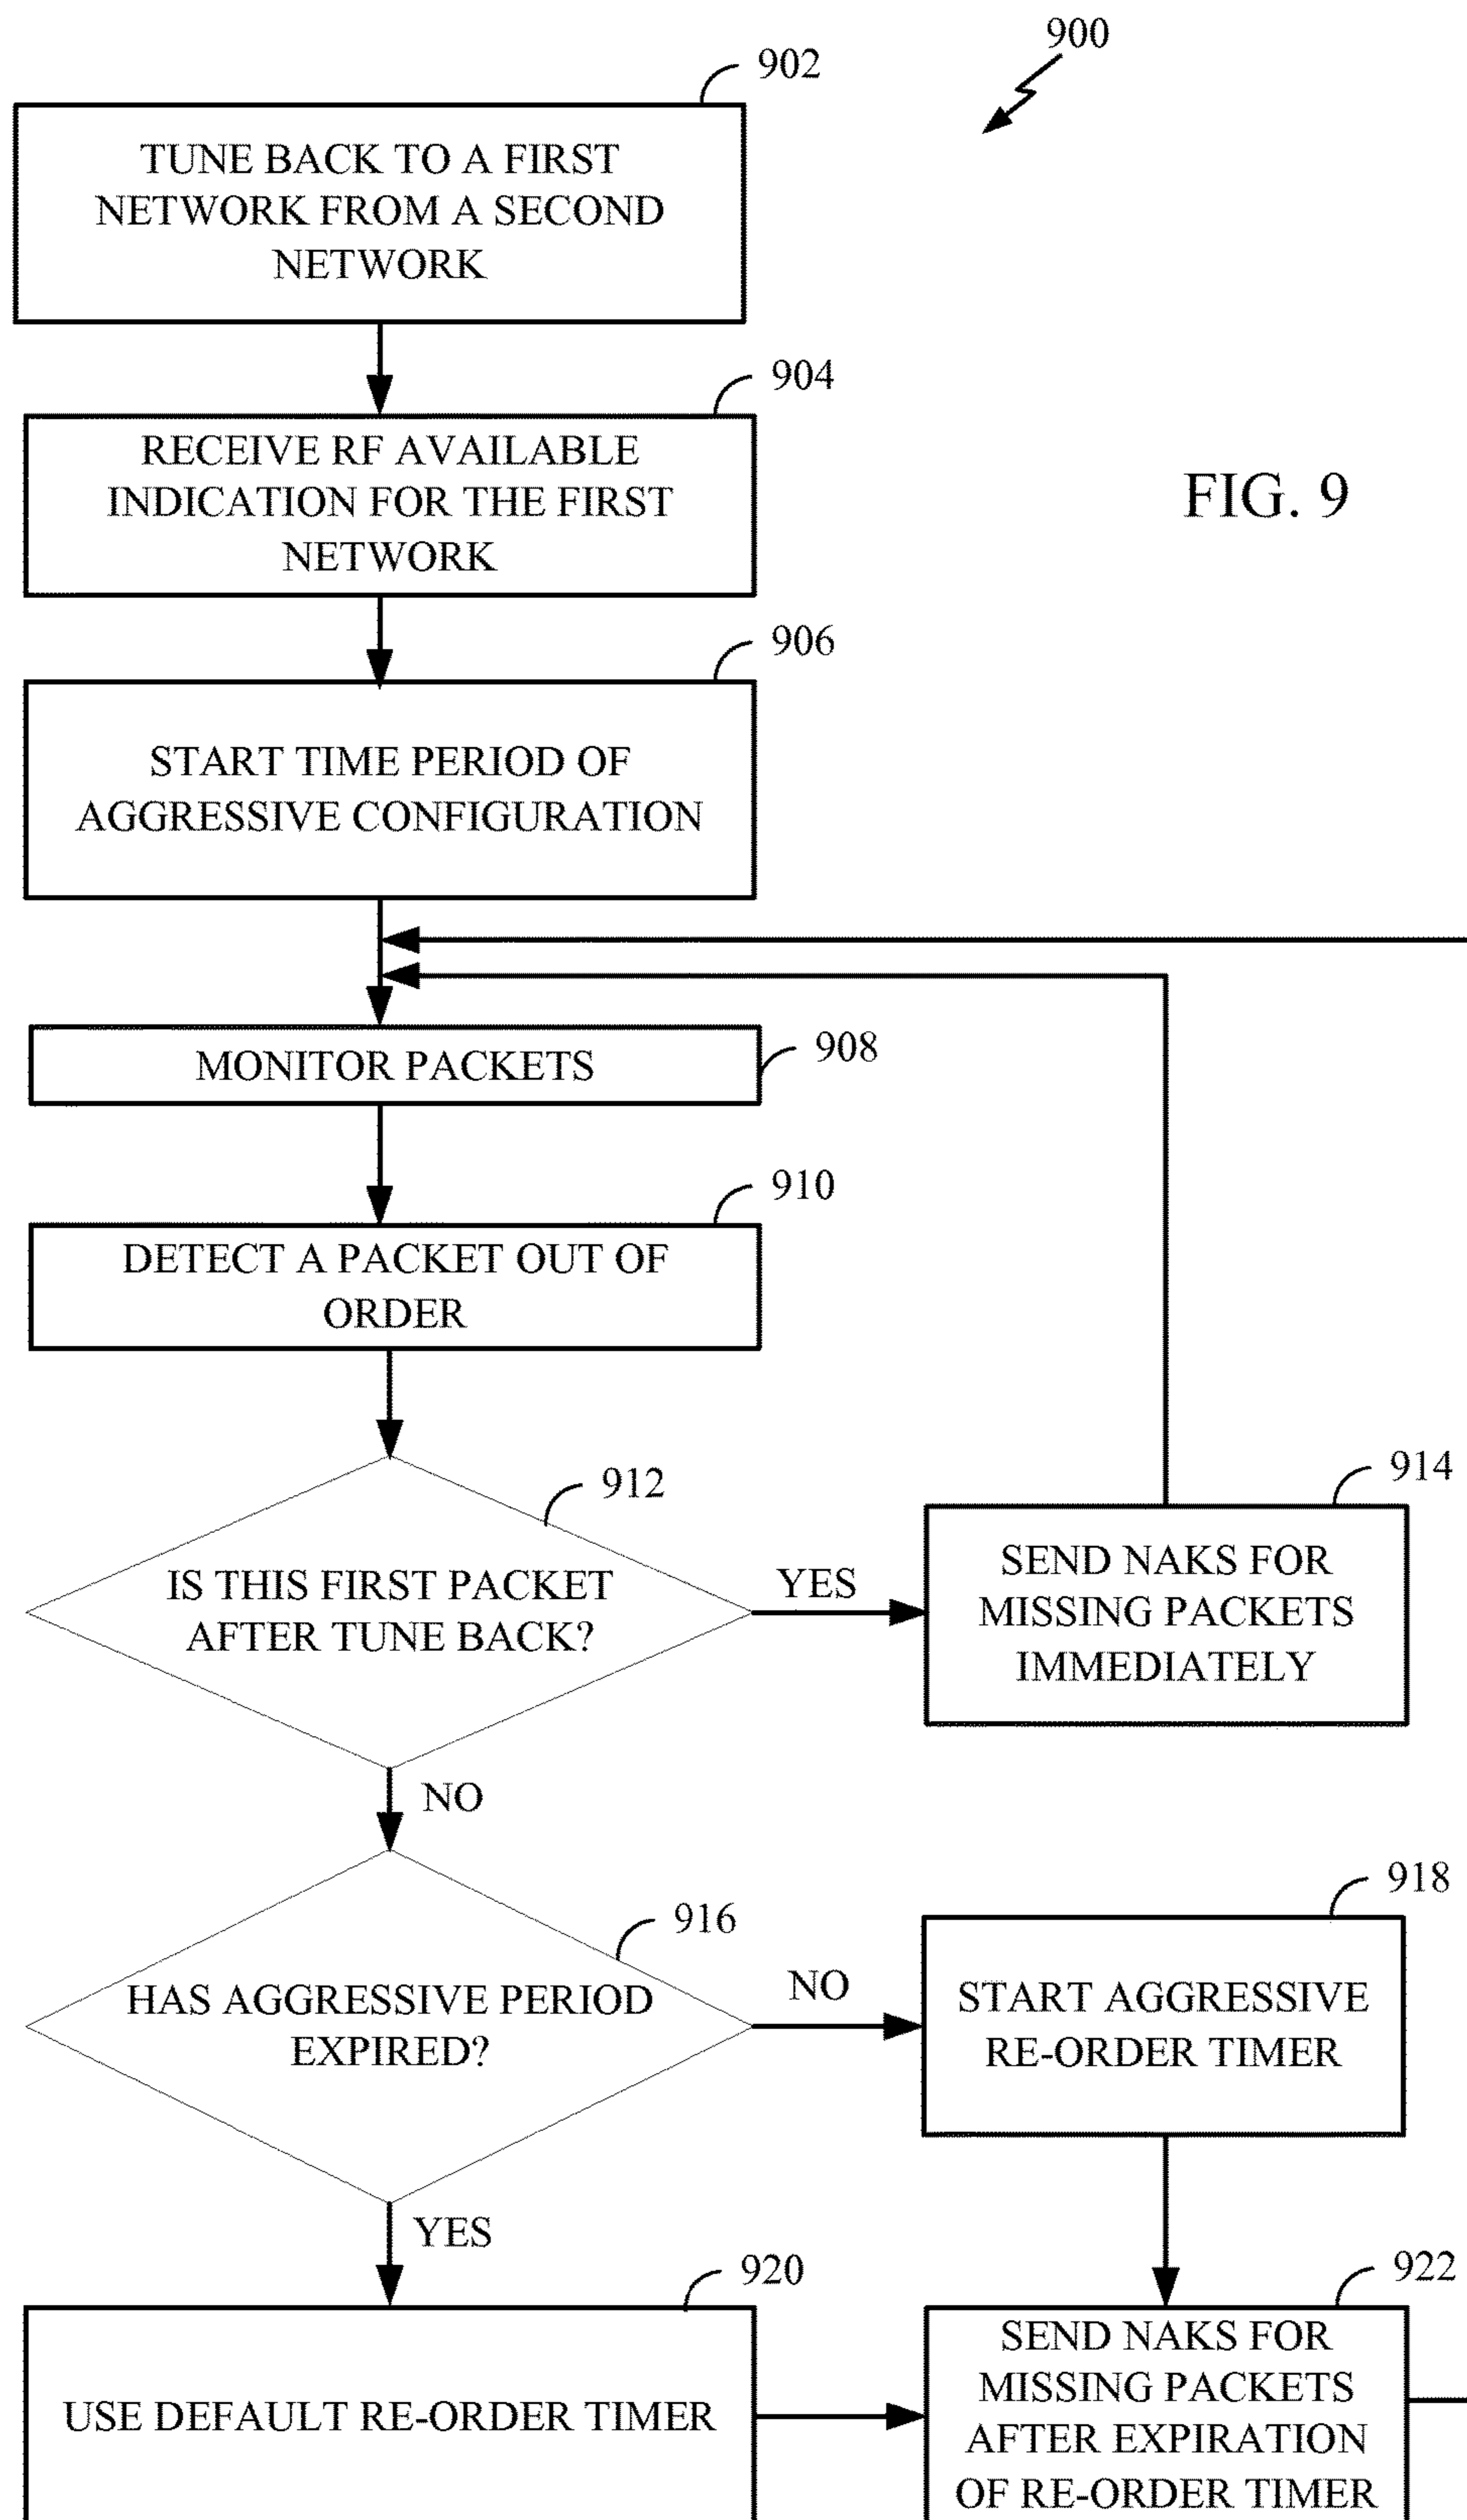 900
902
TUNE BACK TO A FIRST
NETWORK FROM A SECOND
NETWORK
904
RECEIVE RF AVAILABLE
INDICATION FOR THE FIRST
NETWORK
FIG. 9
906
START TIME PERIOD OF
AGGRESSIVE CONFIGURATION
MONITOR PACKETS
908
910
DETECT A PACKET OUT OF
ORDER
912
IS THIS FIRST PACKET
AFTER TUNE BACK?
YES
914
SEND NAKS FOR
MISSING PACKETS
IMMEDIATELY
NO
916
HAS AGGRESSIVE PERIOD
EXPIRED?
NO
918
START AGGRESSIVE
RE-ORDER TIMER
YES
920
USE DEFAULT RE-ORDER TIMER
922
SEND NAKS FOR
MISSING PACKETS
AFTER EXPIRATION
OF RE-ORDER TIMER